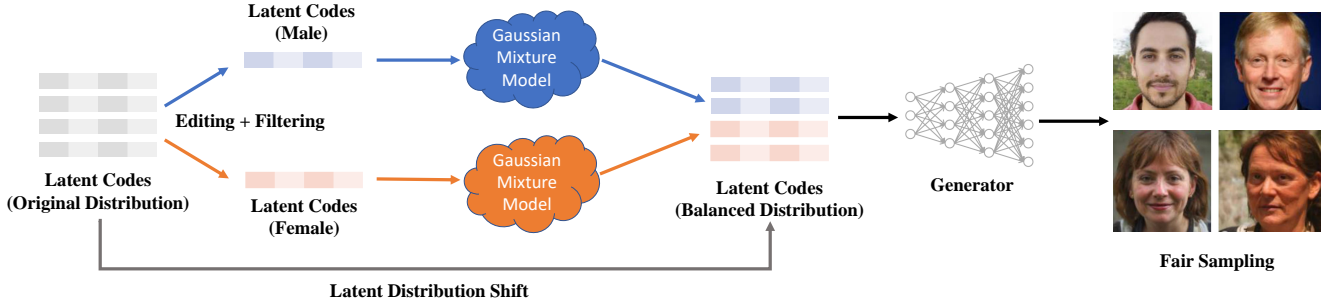 Latent Codes
(Male)
Gaussian
Mixture
Model
Editing + Filtering
Latent Codes
(Original Distribution)
Latent Codes
(Female)
Gaussian
Mixture
Model
Latent Codes
(Balanced Distribution)
Generator
Fair Sampling
Latent Distribution Shift